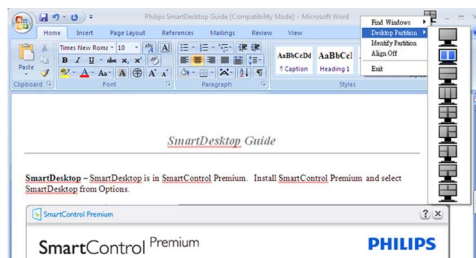 Philips SmartDesktop Guide [Compatibility Mode] - Microsoft Word
Home Insert Page Layout References Mailings Review View
Find Windows
Desktop Partition
Identify Partition
Align Off
Exit
Times New Roma 10
B I U abe x, x²
Paste
AaBbCcDd AaBbCcI
¶ Caption Heading 1
Clipboard Font Paragraph Styles
SmartDesktop Guide
SmartDesktop – SmartDesktop is in SmartControl Premium. Install SmartControl Premium and select
SmartDesktop from Options.
SmartControl Premium
SmartControl Premium
PHILIPS